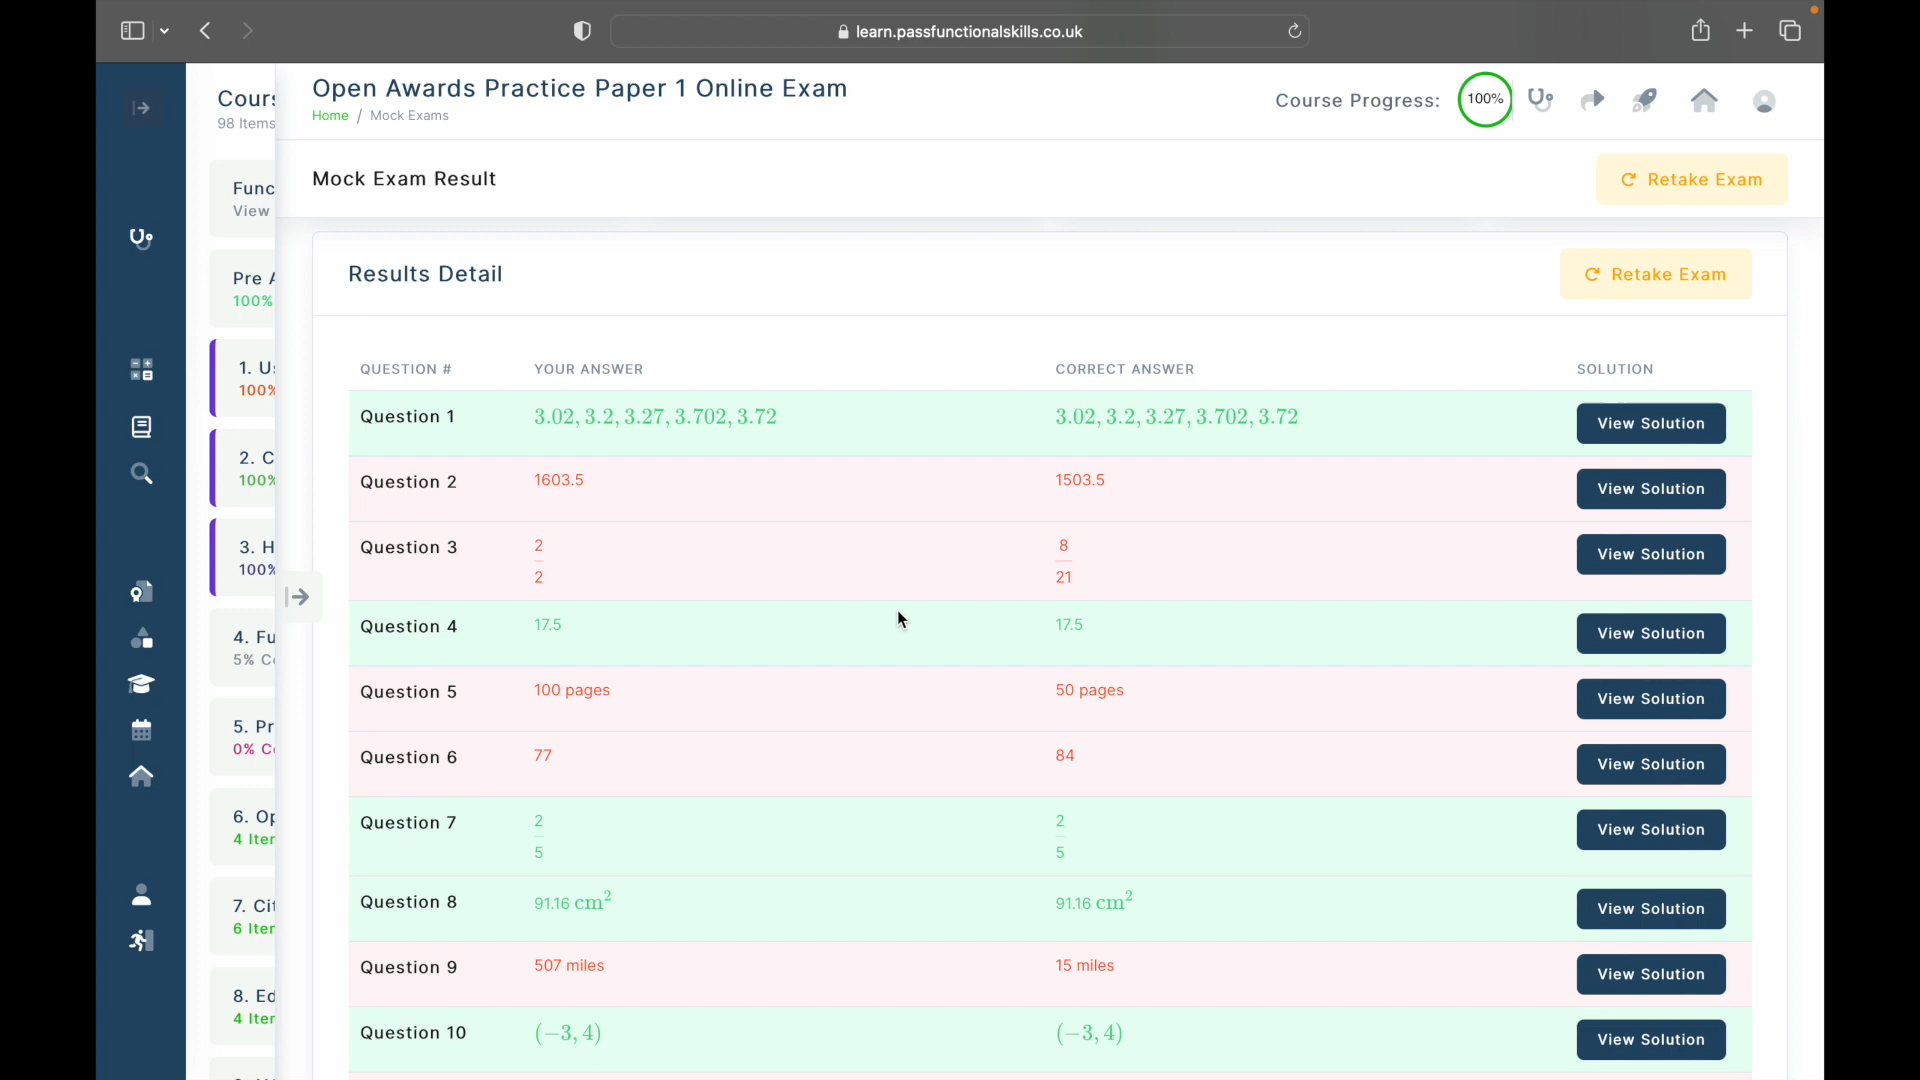 learn.passfunctionalskills.co.uk
Open Awards Practice Paper 1 Online Exam
Home / Mock Exams
Course Progress: 100%
Cours
98 Items
Mock Exam Result
Retake Exam
Func
View
Pre A
100%
1. Us
100%
2. C
100%
3. H
100%
4. Fu
5% Co
5. Pr
0% Co
6. Op
4 Iter
7. Cit
6 Iter
8. Ed
4 Iter
Results Detail
Retake Exam
QUESTION # YOUR ANSWER CORRECT ANSWER SOLUTION
Question 1 3.02, 3.2, 3.27, 3.702, 3.72 3.02, 3.2, 3.27, 3.702, 3.72 View Solution
Question 2 1603.5 1503.5 View Solution
Question 3 2/2 8/21 View Solution
Question 4 17.5 17.5 View Solution
Question 5 100 pages 50 pages View Solution
Question 6 77 84 View Solution
Question 7 2/5 2/5 View Solution
Question 8 91.16 cm² 91.16 cm² View Solution
Question 9 507 miles 15 miles View Solution
Question 10 (−3, 4) (−3, 4) View Solution